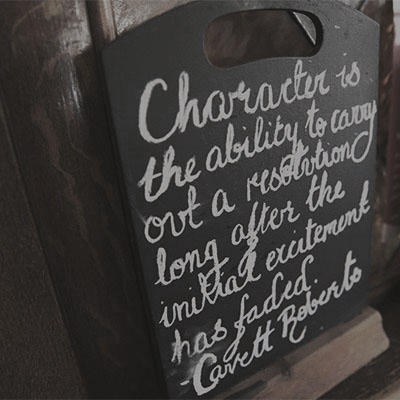 Character is
the ability to carry
out a resolution
long after the
initial excitement
has faded.
-Cavett Roberts